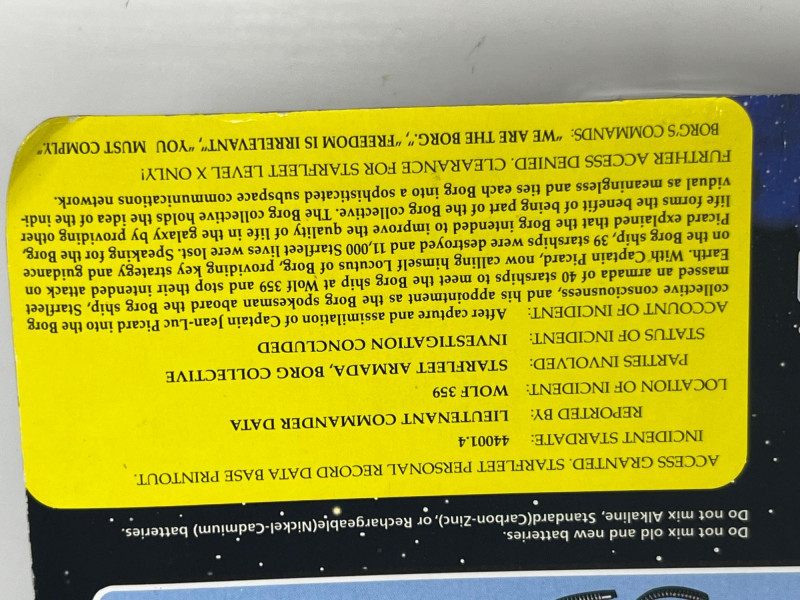 Do not mix old and new batteries.
Do not mix Alkaline, Standard(Carbon-Zinc), or Rechargeable(Nickel-Cadmium) batteries.
ACCESS GRANTED. STARFLEET PERSONAL RECORD DATA BASE PRINTOUT.
INCIDENT STARDATE: 44001.4
REPORTED BY: LIEUTENANT COMMANDER DATA
LOCATION OF INCIDENT: WOLF 359
PARTIES INVOLVED: STARFLEET ARMADA, BORG COLLECTIVE
STATUS OF INCIDENT: INVESTIGATION CONCLUDED
ACCOUNT OF INCIDENT: After capture and assimilation of Captain Jean-Luc Picard into the Borg
collective consciousness, and his appointment as the Borg spokesman aboard the Borg ship, Starfleet
massed an armada of 40 starships to meet the Borg ship at Wolf 359 and stop their intended attack on
Earth. With Captain Picard, now calling himself Locutus of Borg, providing key strategy and guidance
on the Borg ship, 39 starships were destroyed and 11,000 Starfleet lives were lost. Speaking for the Borg,
Picard explained that the Borg intended to improve the quality of life in the galaxy by providing other
life forms the benefit of being part of the Borg collective. The Borg collective holds the idea of the indi-
vidual as meaningless and ties each Borg into a sophisticated subspace communications network.
FURTHER ACCESS DENIED. CLEARANCE FOR STARFLEET LEVEL X ONLY!
BORG'S COMMANDS: "WE ARE THE BORG.", "FREEDOM IS IRRELEVANT", "YOU MUST COMPLY."